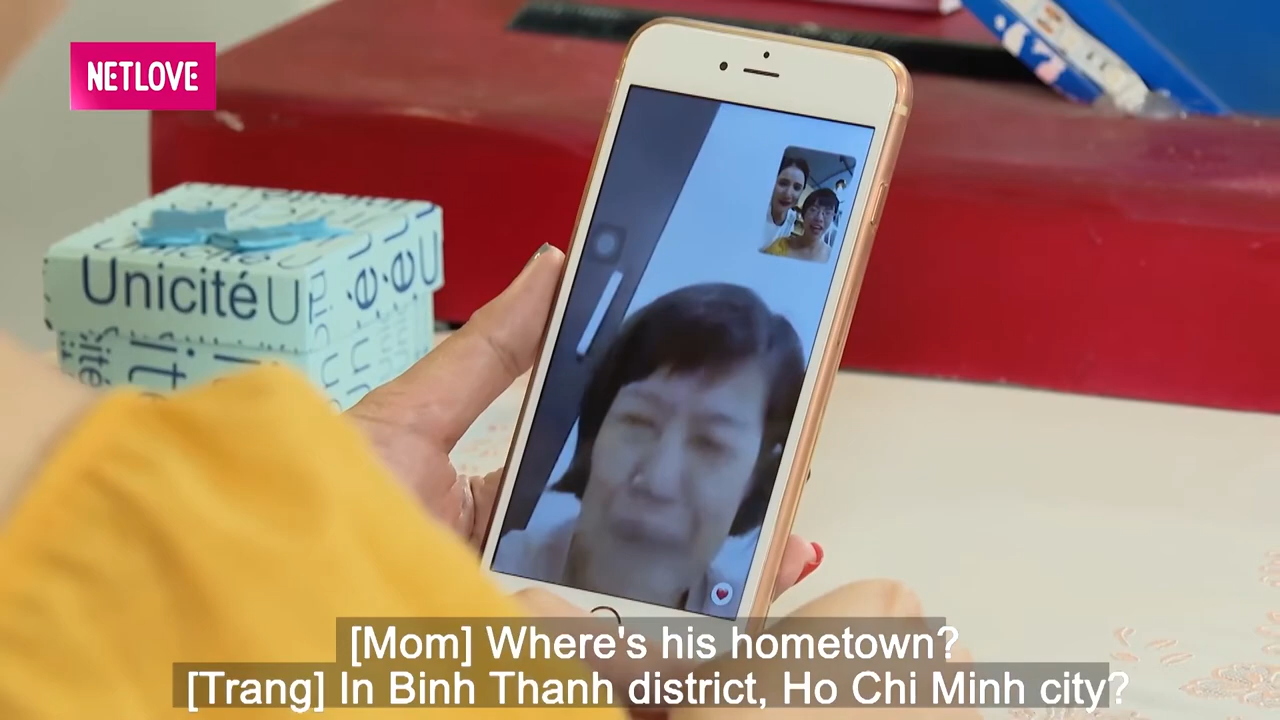 NETLOVE
Unicité U
[Mom] Where's his hometown?
[Trang] In Binh Thanh district, Ho Chi Minh city?